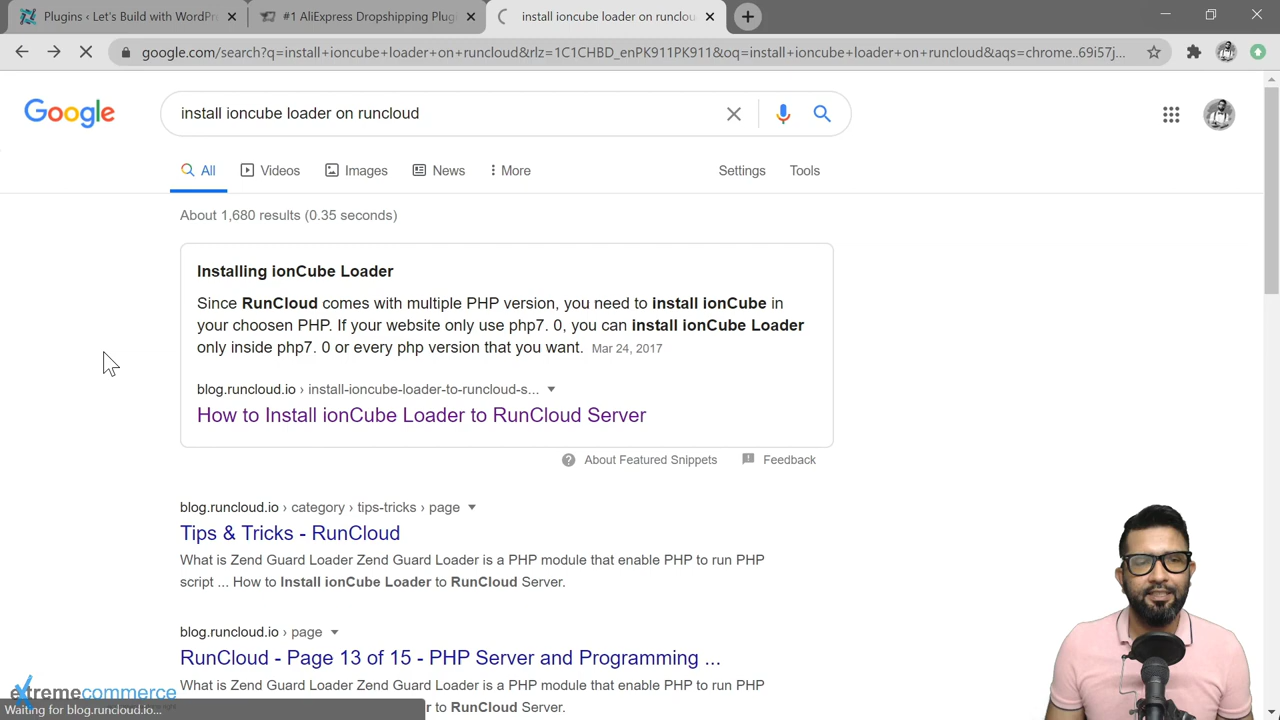 Plugins ‹ Let's Build with WordPr
#1 AliExpress Dropshipping Plugi
install ioncube loader on runclou
google.com/search?q=install+ioncube+loader+on+runcloud&rlz=1C1CHBD_enPK911PK911&oq=install+ioncube+loader+on+runcloud&aqs=chrome..69i57j...
Google
install ioncube loader on runcloud
All
Videos
Images
News
More
Settings
Tools
About 1,680 results (0.35 seconds)
Installing ionCube Loader
Since RunCloud comes with multiple PHP version, you need to install ionCube in
your choosen PHP. If your website only use php7. 0, you can install ionCube Loader
only inside php7. 0 or every php version that you want. Mar 24, 2017
blog.runcloud.io › install-ioncube-loader-to-runcloud-s...
How to Install ionCube Loader to RunCloud Server
About Featured Snippets
Feedback
blog.runcloud.io › category › tips-tricks › page
Tips & Tricks - RunCloud
What is Zend Guard Loader Zend Guard Loader is a PHP module that enable PHP to run PHP
script ... How to Install ionCube Loader to RunCloud Server.
blog.runcloud.io › page
RunCloud - Page 13 of 15 - PHP Server and Programming ...
What is Zend Guard Loader Zend Guard Loader is a PHP module that enable PHP to run PHP
e Loader to RunCloud Server.
extremecommerce
Waiting for blog.runcloud.io...